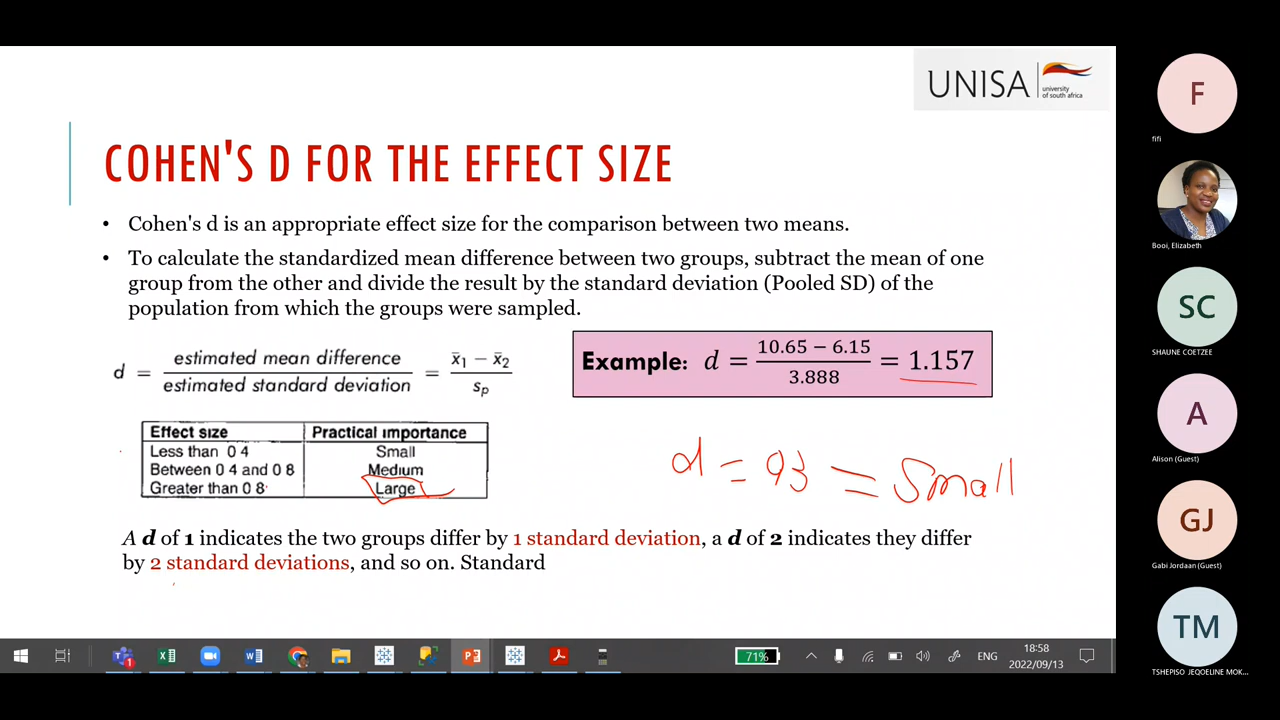 UNISA
university
of south africa
COHEN'S D FOR THE EFFECT SIZE
• Cohen's d is an appropriate effect size for the comparison between two means.
• To calculate the standardized mean difference between two groups, subtract the mean of one
group from the other and divide the result by the standard deviation (Pooled SD) of the
population from which the groups were sampled.
d = estimated mean difference / estimated standard deviation = x̄1 − x̄2 / sp
Example: d = 10.65 − 6.15 / 3.888 = 1.157
Effect size Practical importance
Less than 0 4 Small
Between 0 4 and 0 8 Medium
Greater than 0 8 Large
d = 93 = Small
A d of 1 indicates the two groups differ by 1 standard deviation, a d of 2 indicates they differ
by 2 standard deviations, and so on. Standard
F
fifi
Booi, Elizabeth
SC
SHAUNE COETZEE
A
Alison (Guest)
GJ
Gabi Jordaan (Guest)
TM
TSHEPISO JEQOELINE MOK...
71%
ENG
18:58
2022/09/13